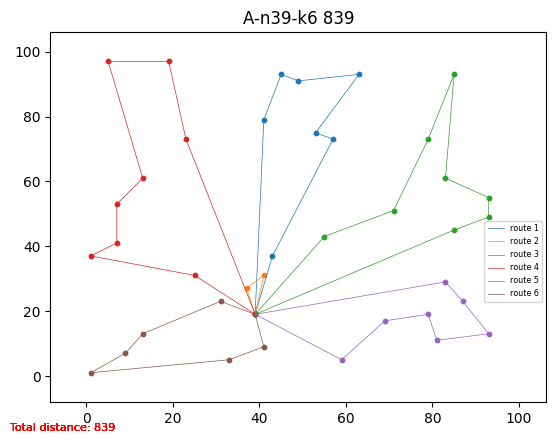 A-n39-k6 839
100
80
60
40
20
0
route 1
route 2
route 3
route 4
route 5
route 6
0 20 40 60 80 100
Total distance: 839